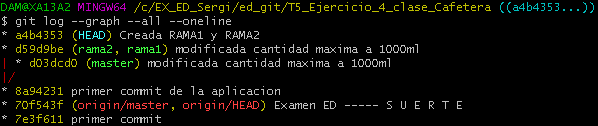 DAM@XA13A2 MINGW64 /c/EX_ED_Sergi/ed_git/T5_Ejercicio_4_clase_Cafetera ((a4b4353...))
$ git log --graph --all --oneline
* a4b4353 (HEAD) Creada RAMA1 y RAMA2
* d59d9be (rama2, rama1) modificada cantidad maxima a 1000ml
| * d03dcd0 (master) modificada cantidad maxima a 1000ml
|/
* 8a94231 primer commit de la aplicacion
* 70f543f (origin/master, origin/HEAD) Examen ED ----- S U E R T E
* 7e3f611 primer commit